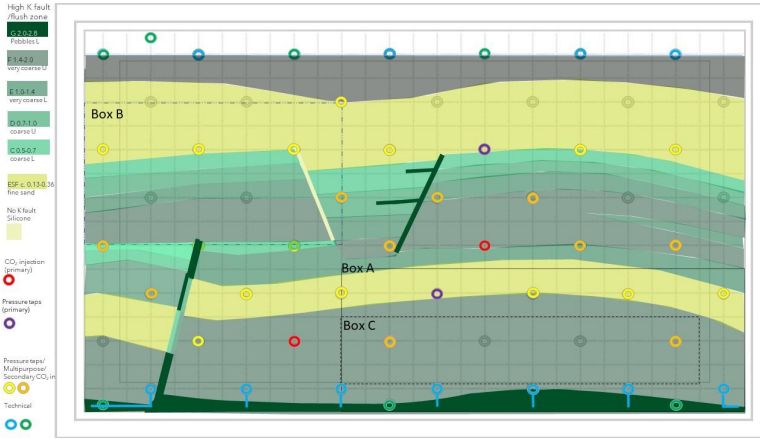 High K fault
/flush zone
G 2.0-2.8
Pebbles L
F 1.4-2.0
very coarse U
E 1.0-1.4
very coarse L
D 0.7-1.0
coarse U
C 0.5-0.7
coarse L
ESF c. 0.13-0.36
fine sand
No K fault
Silicone
CO₂ injection
(primary)
Pressure taps
(primary)
Pressure taps/
Multipurpose/
Secondary CO₂ in
Technical
Box B
Box A
Box C